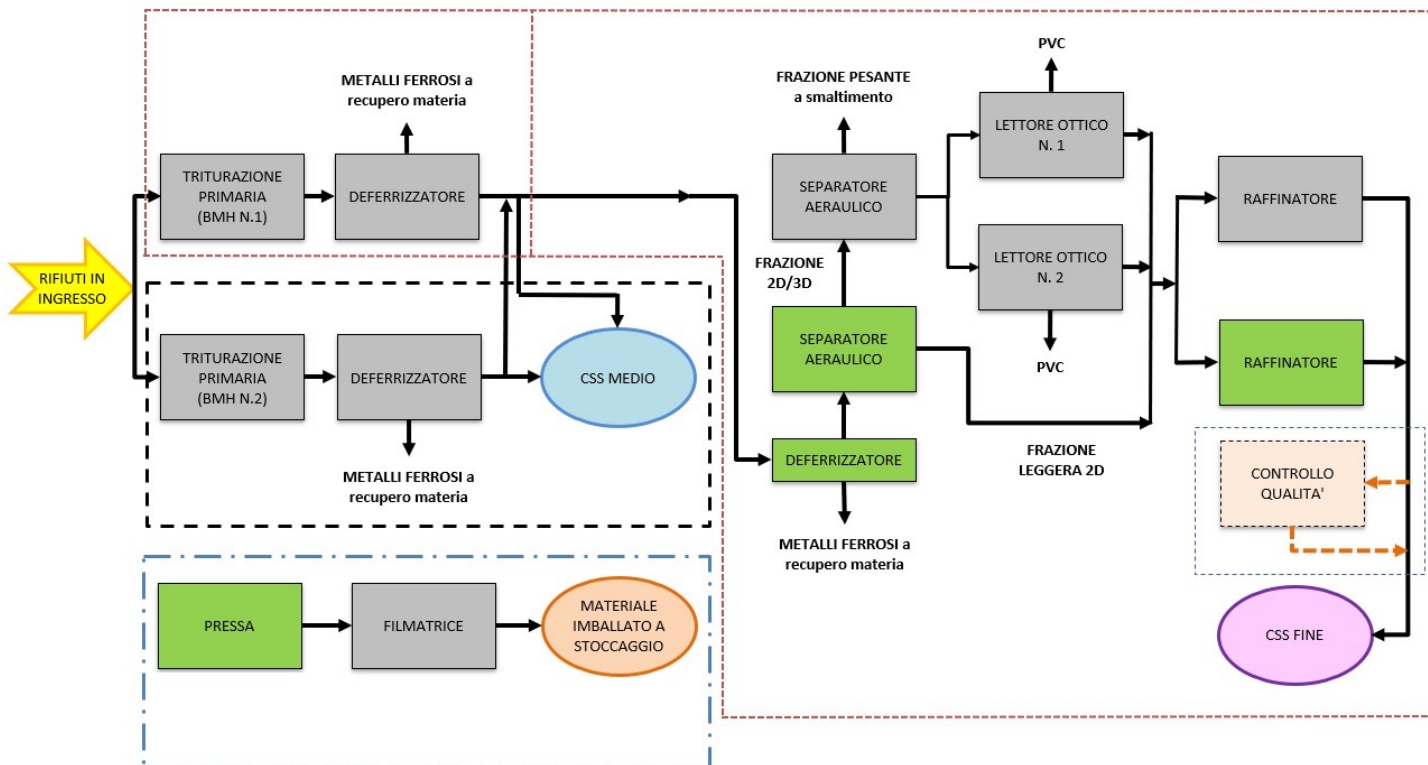 RIFIUTI IN
INGRESSO
TRITURAZIONE
PRIMARIA
(BMH N.1)
METALLI FERROSI a
recupero materia
DEFERRIZZATORE
TRITURAZIONE
PRIMARIA
(BMH N.2)
DEFERRIZZATORE
METALLI FERROSI a
recupero materia
CSS MEDIO
PRESSA
FILMATRICE
MATERIALE
IMBALLATO A
STOCCAGGIO
FRAZIONE PESANTE
a smaltimento
SEPARATORE
AERAULICO
FRAZIONE
2D/3D
SEPARATORE
AERAULICO
DEFERRIZZATORE
METALLI FERROSI a
recupero materia
PVC
LETTORE OTTICO
N. 1
LETTORE OTTICO
N. 2
PVC
FRAZIONE
LEGGERA 2D
RAFFINATORE
RAFFINATORE
CONTROLLO
QUALITA'
CSS FINE